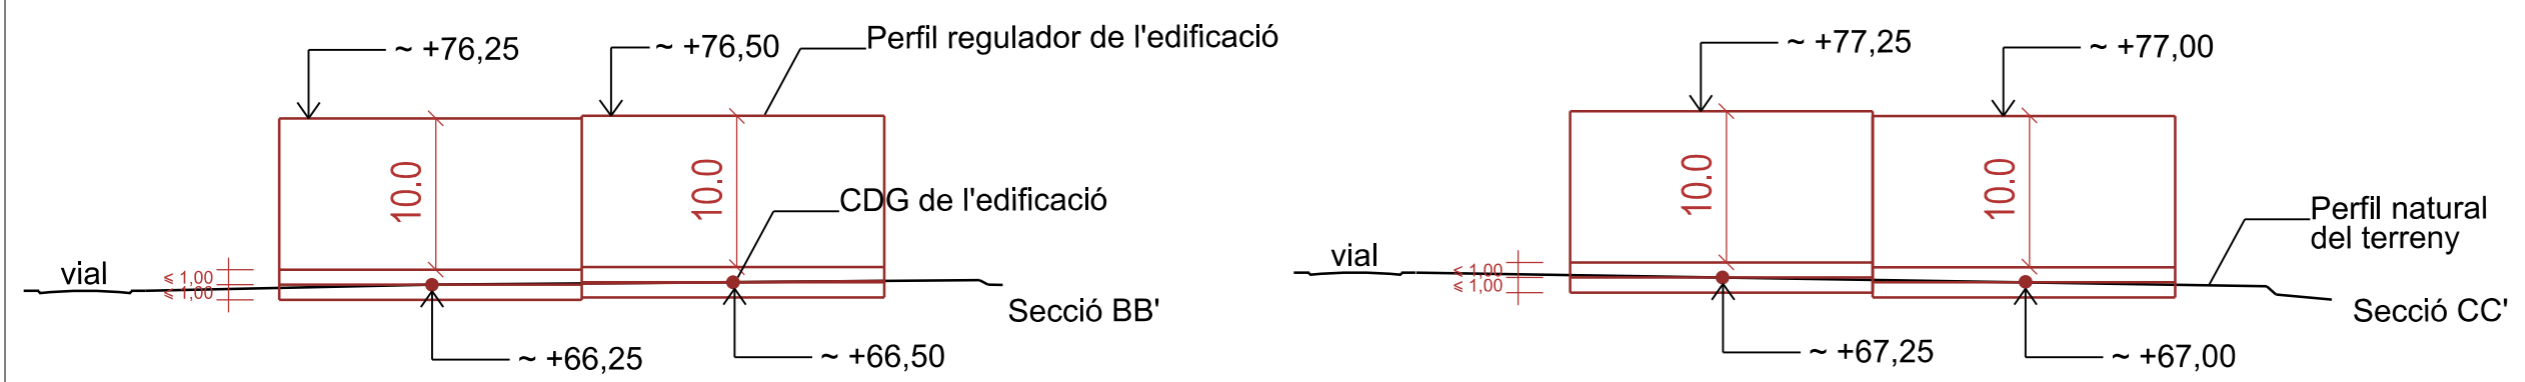 ~ +76,25
~ +76,50
Perfil regulador de l'edificació
10.0
10.0
CDG de l'edificació
vial
⩽ 1,00
⩽ 1,00
Secció BB'
~ +66,25
~ +66,50
~ +77,25
~ +77,00
10.0
10.0
Perfil natural
del terreny
vial
⩽ 1,00
⩽ 1,00
Secció CC'
~ +67,25
~ +67,00